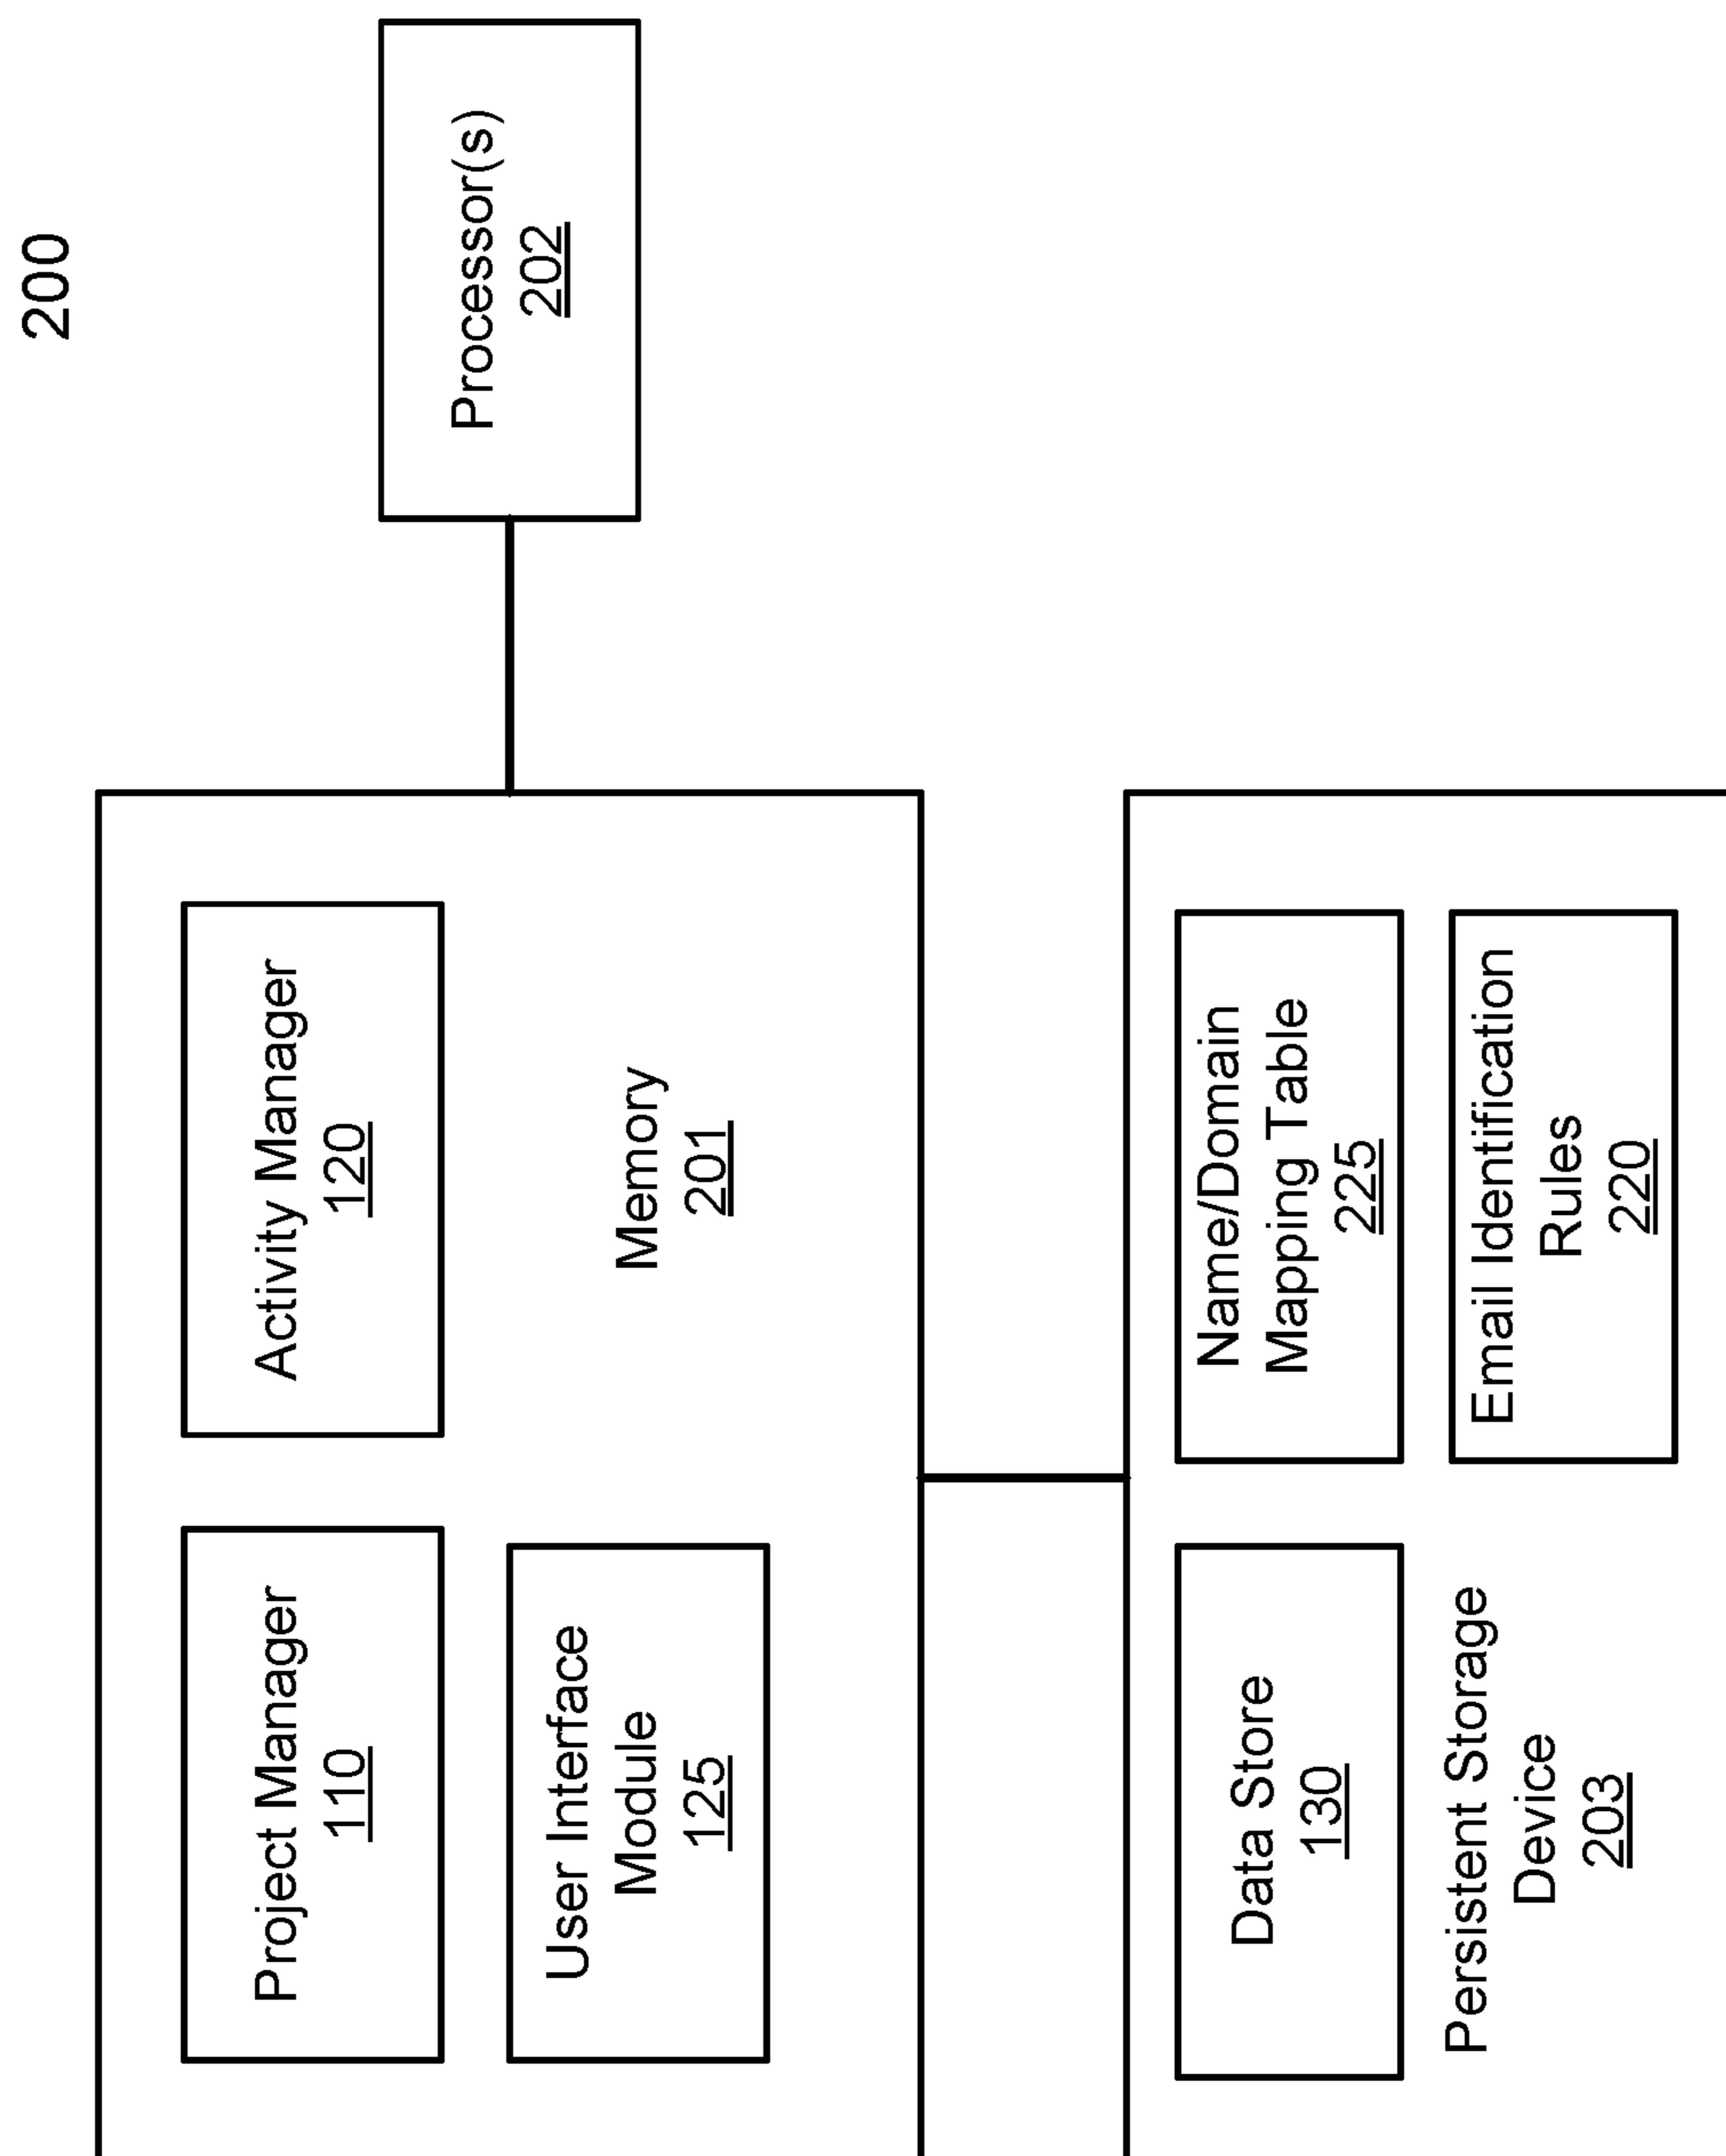 200
Project Manager
110
Activity Manager
120
User Interface
Module
125
Memory
201
Processor(s)
202
Data Store
130
Name/Domain
Mapping Table
225
Persistent Storage
Device
203
Email Identification
Rules
220